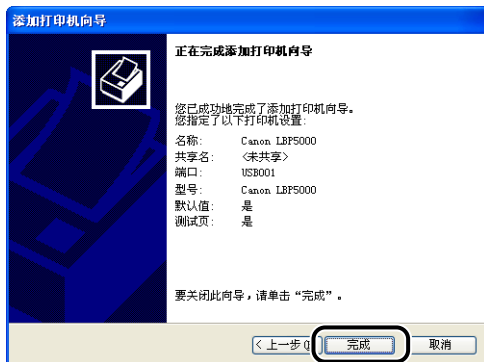 添加打印机向导
正在完成添加打印机向导
您已成功地完成了添加打印机向导。
您指定了以下打印机设置:
名称: Canon LBP5000
共享名: <未共享>
端口: USB001
型号: Canon LBP5000
默认值: 是
测试页: 是
要关闭此向导，请单击“完成”。
<上一步 完成 取消